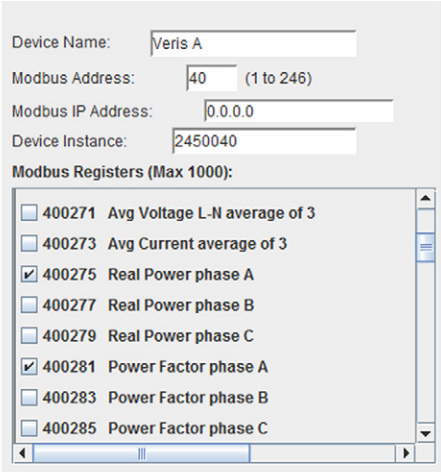 Device Name: Veris A
Modbus Address: 40 (1 to 246)
Modbus IP Address: 0.0.0.0
Device Instance: 2450040
Modbus Registers (Max 1000):
400271 Avg Voltage L-N average of 3
400273 Avg Current average of 3
400275 Real Power phase A
400277 Real Power phase B
400279 Real Power phase C
400281 Power Factor phase A
400283 Power Factor phase B
400285 Power Factor phase C